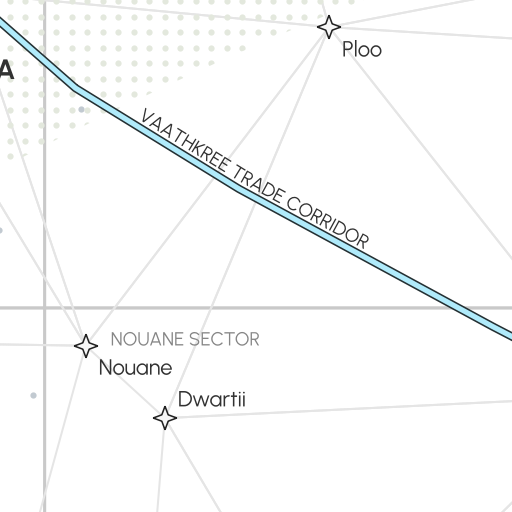 Ploo
A
VAATHKREE TRADE CORRIDOR
NOUANE SECTOR
Nouane
Dwartii